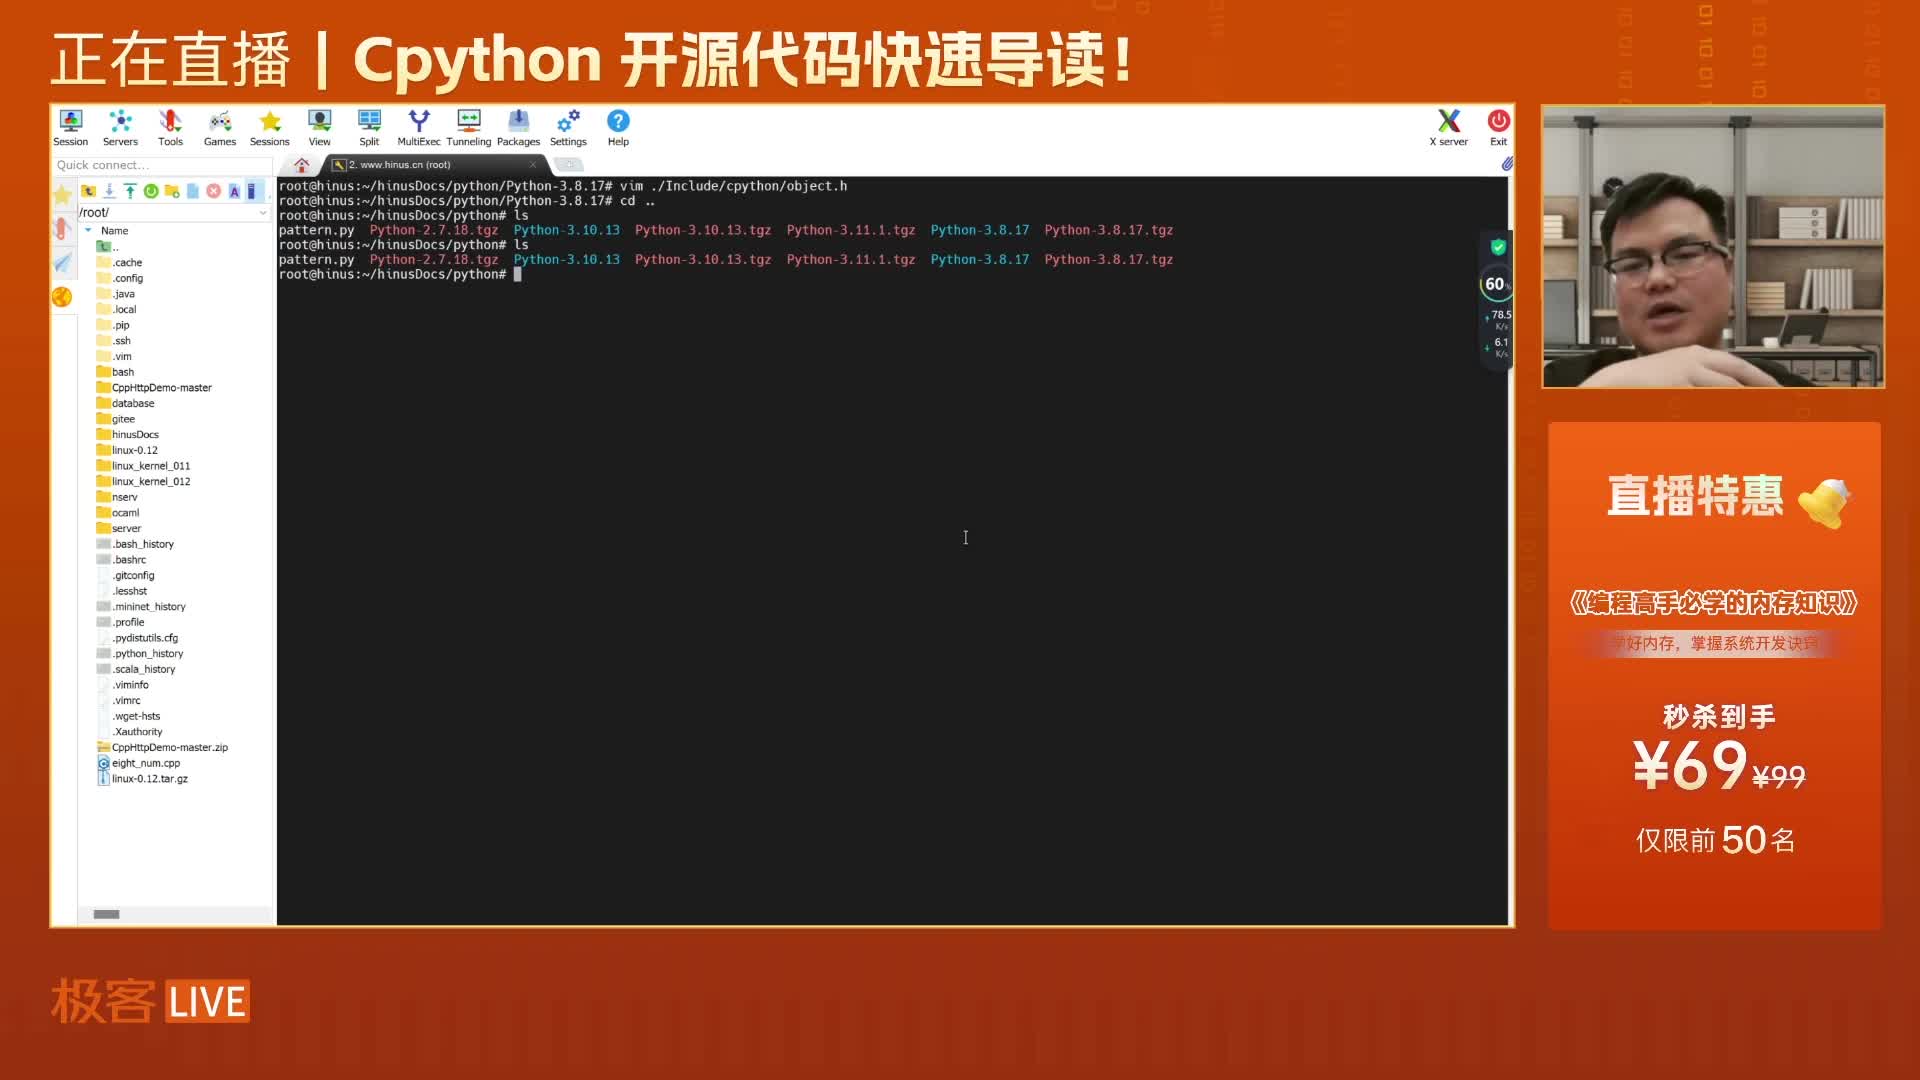 正在直播 | Cpython 开源代码快速导读!
Session Servers Tools Games Sessions View Split MultiExec Tunneling Packages Settings Help X server Exit
Quick connect...
2. www.hinus.cn (root)
/root/
Name
..
.cache
.config
.java
.local
.pip
.ssh
.vim
bash
CppHttpDemo-master
database
gitee
hinusDocs
linux-0.12
linux_kernel_011
linux_kernel_012
nserv
ocaml
server
.bash_history
.bashrc
.gitconfig
.lesshst
.mininet_history
.profile
.pydistutils.cfg
.python_history
.scala_history
.viminfo
.vimrc
.wget-hsts
.Xauthority
CppHttpDemo-master.zip
eight_num.cpp
linux-0.12.tar.gz
root@hinus:~/hinusDocs/python/Python-3.8.17# vim ./Include/cpython/object.h
root@hinus:~/hinusDocs/python/Python-3.8.17# cd ..
root@hinus:~/hinusDocs/python# ls
pattern.py Python-2.7.18.tgz Python-3.10.13 Python-3.10.13.tgz Python-3.11.1.tgz Python-3.8.17 Python-3.8.17.tgz
root@hinus:~/hinusDocs/python# ls
pattern.py Python-2.7.18.tgz Python-3.10.13 Python-3.10.13.tgz Python-3.11.1.tgz Python-3.8.17 Python-3.8.17.tgz
root@hinus:~/hinusDocs/python#
60%
78.5
K/s
6.1
K/s
直播特惠
《编程高手必学的内存知识》
学好内存，掌握系统开发诀窍
秒杀到手
¥69 ¥99
仅限前 50 名
极客 LIVE